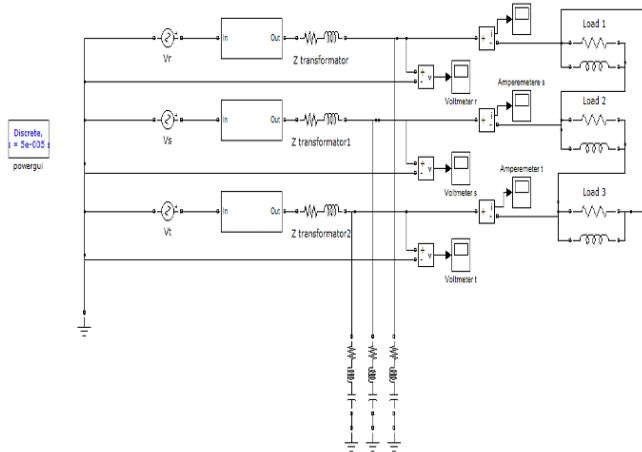 Discrete,
s = 5e-005 s
powergui
Vr
In
Out
Z transformator
+
-
v
Voltmeter r
+
-
i
Load 1
Vs
In
Out
Z transformator1
+
-
v
Voltmeter s
Amperemetere s
+
-
i
Load 2
Vt
In
Out
Z transformator2
+
-
v
Voltmeter t
Amperemeter t
+
-
i
Load 3